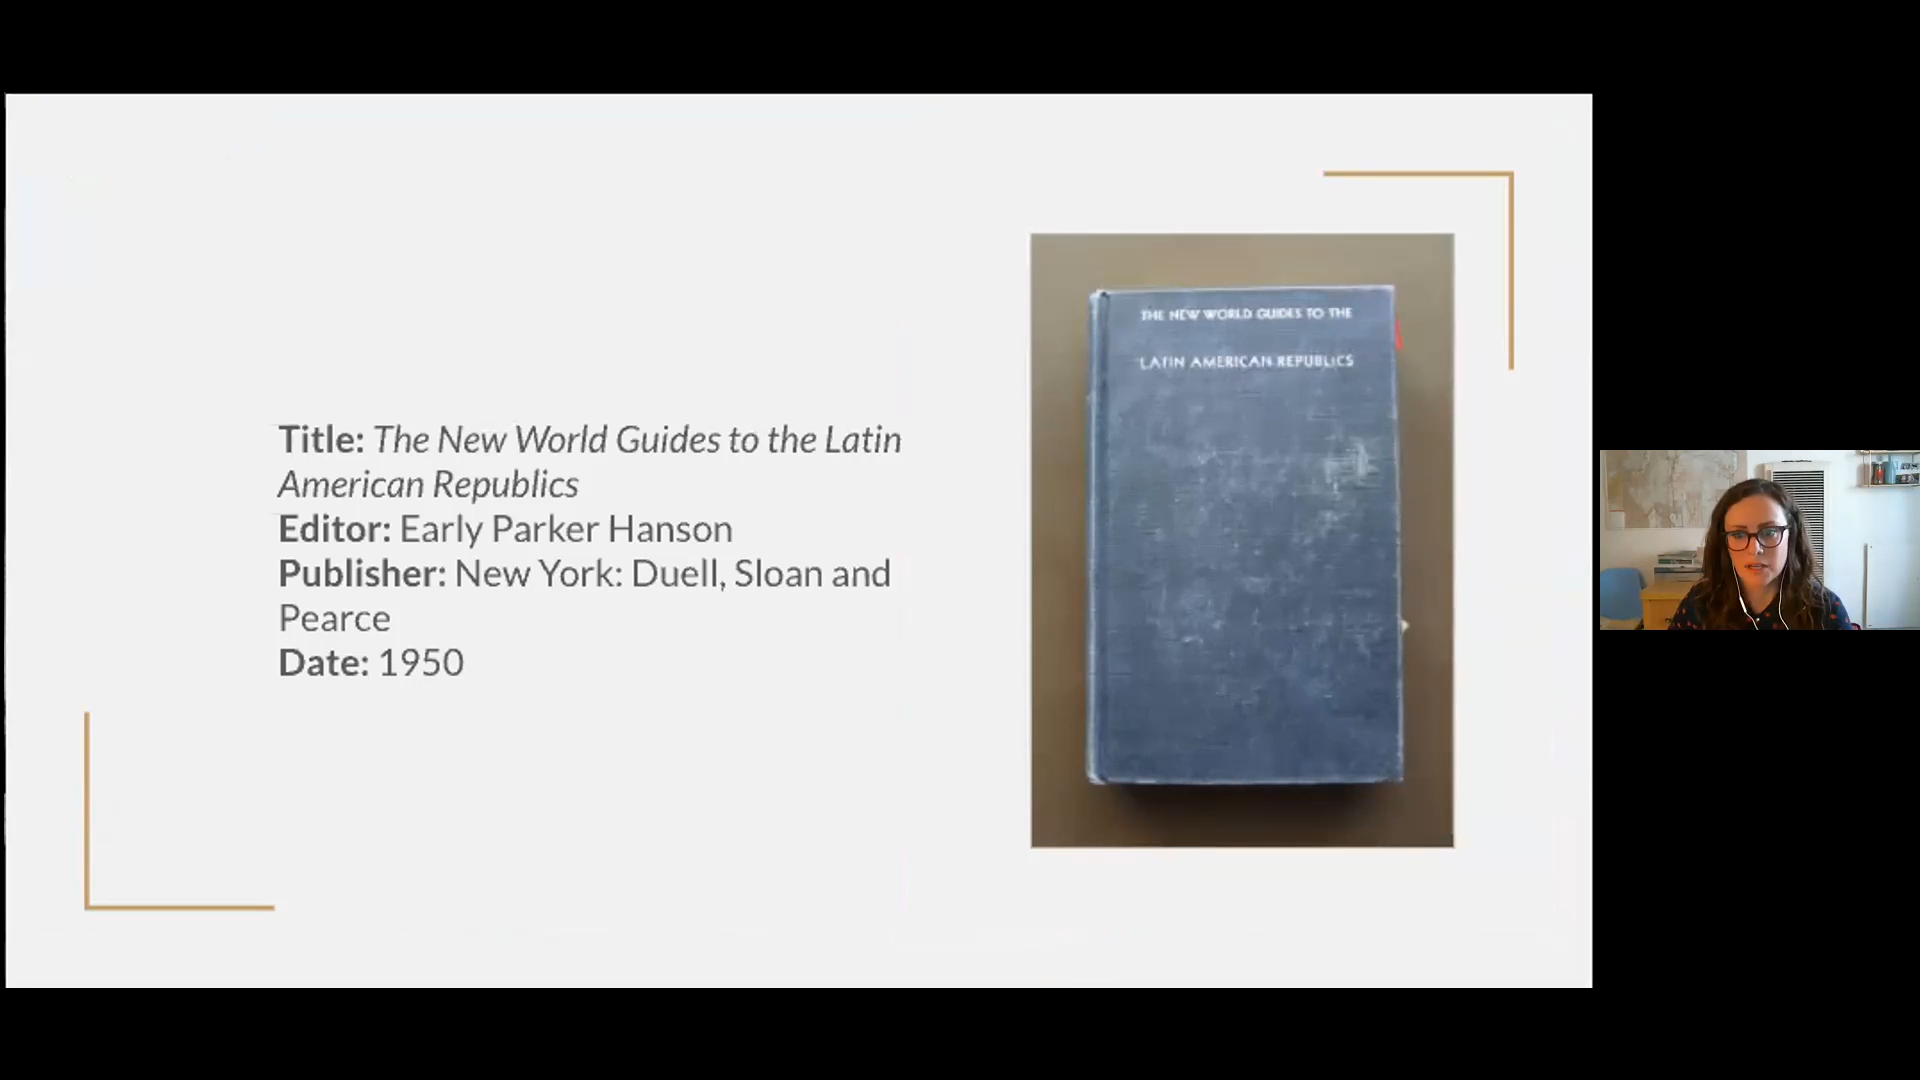 Title: The New World Guides to the Latin
American Republics
Editor: Early Parker Hanson
Publisher: New York: Duell, Sloan and
Pearce
Date: 1950
THE NEW WORLD GUIDES TO THE
LATIN AMERICAN REPUBLICS